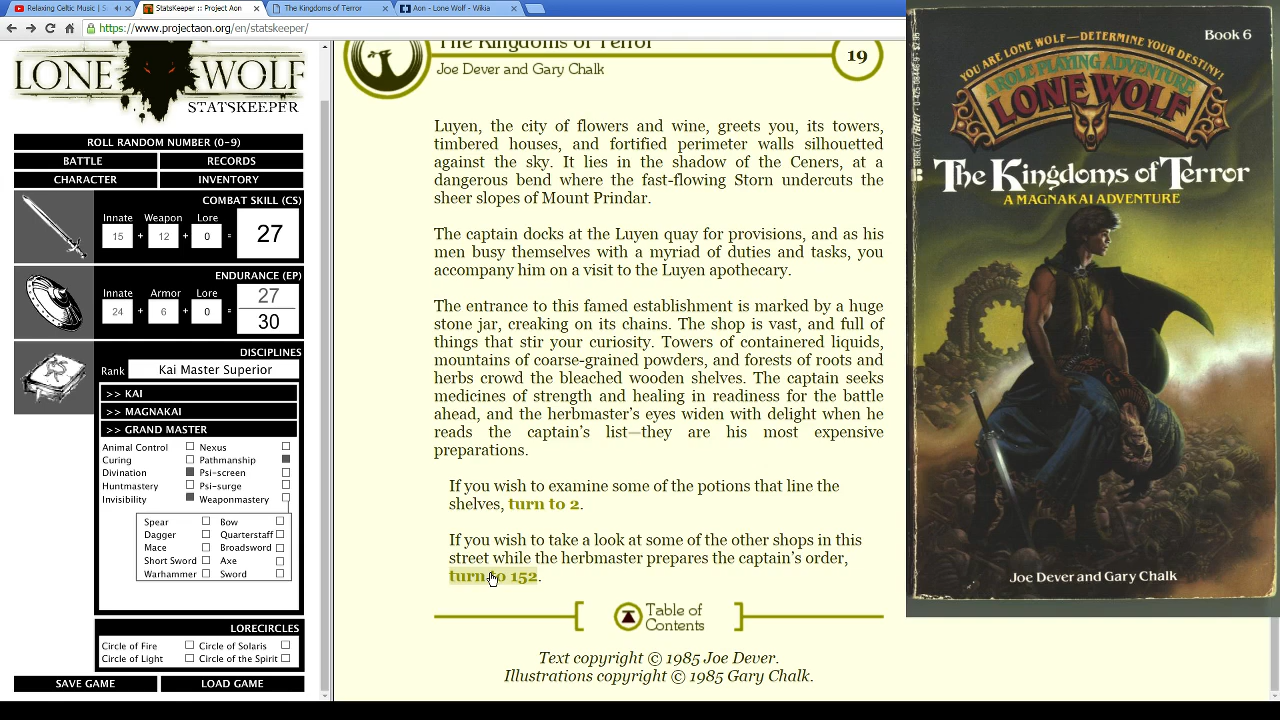 Relaxing Celtic Music | S
StatsKeeper :: Project Aon
The Kingdoms of Terror
Aon - Lone Wolf - Wikia
https://www.projectaon.org/en/statskeeper/
LONE WOLF
STATSKEEPER
ROLL RANDOM NUMBER (0-9)
BATTLE RECORDS
CHARACTER INVENTORY
COMBAT SKILL (CS)
Innate Weapon Lore
15 + 12 + 0 = 27
ENDURANCE (EP)
Innate Armor Lore
27
24 + 6 + 0 = 30
DISCIPLINES
Rank Kai Master Superior
>> KAI
>> MAGNAKAI
>> GRAND MASTER
Animal Control Nexus
Curing Pathmanship
Divination Psi-screen
Huntmastery Psi-surge
Invisibility Weaponmastery
Spear Bow
Dagger Quarterstaff
Mace Broadsword
Short Sword Axe
Warhammer Sword
LORECIRCLES
Circle of Fire Circle of Solaris
Circle of Light Circle of the Spirit
SAVE GAME LOAD GAME
The Kingdoms of Terror
Joe Dever and Gary Chalk
19
Luyen, the city of flowers and wine, greets you, its towers,
timbered houses, and fortified perimeter walls silhouetted
against the sky. It lies in the shadow of the Ceners, at a
dangerous bend where the fast-flowing Storn undercuts the
sheer slopes of Mount Prindar.
The captain docks at the Luyen quay for provisions, and as his
men busy themselves with a myriad of duties and tasks, you
accompany him on a visit to the Luyen apothecary.
The entrance to this famed establishment is marked by a huge
stone jar, creaking on its chains. The shop is vast, and full of
things that stir your curiosity. Towers of containered liquids,
mountains of coarse-grained powders, and forests of roots and
herbs crowd the bleached wooden shelves. The captain seeks
medicines of strength and healing in readiness for the battle
ahead, and the herbmaster’s eyes widen with delight when he
reads the captain’s list—they are his most expensive
preparations.
If you wish to examine some of the potions that line the
shelves, turn to 2.
If you wish to take a look at some of the other shops in this
street while the herbmaster prepares the captain’s order,
turn to 152.
Table of
Contents
Text copyright © 1985 Joe Dever.
Illustrations copyright © 1985 Gary Chalk.
Book 6
YOU ARE LONE WOLF—DETERMINE YOUR DESTINY!
A ROLE PLAYING ADVENTURE
LONE WOLF
The Kingdoms of Terror
A MAGNAKAI ADVENTURE
Joe Dever and Gary Chalk